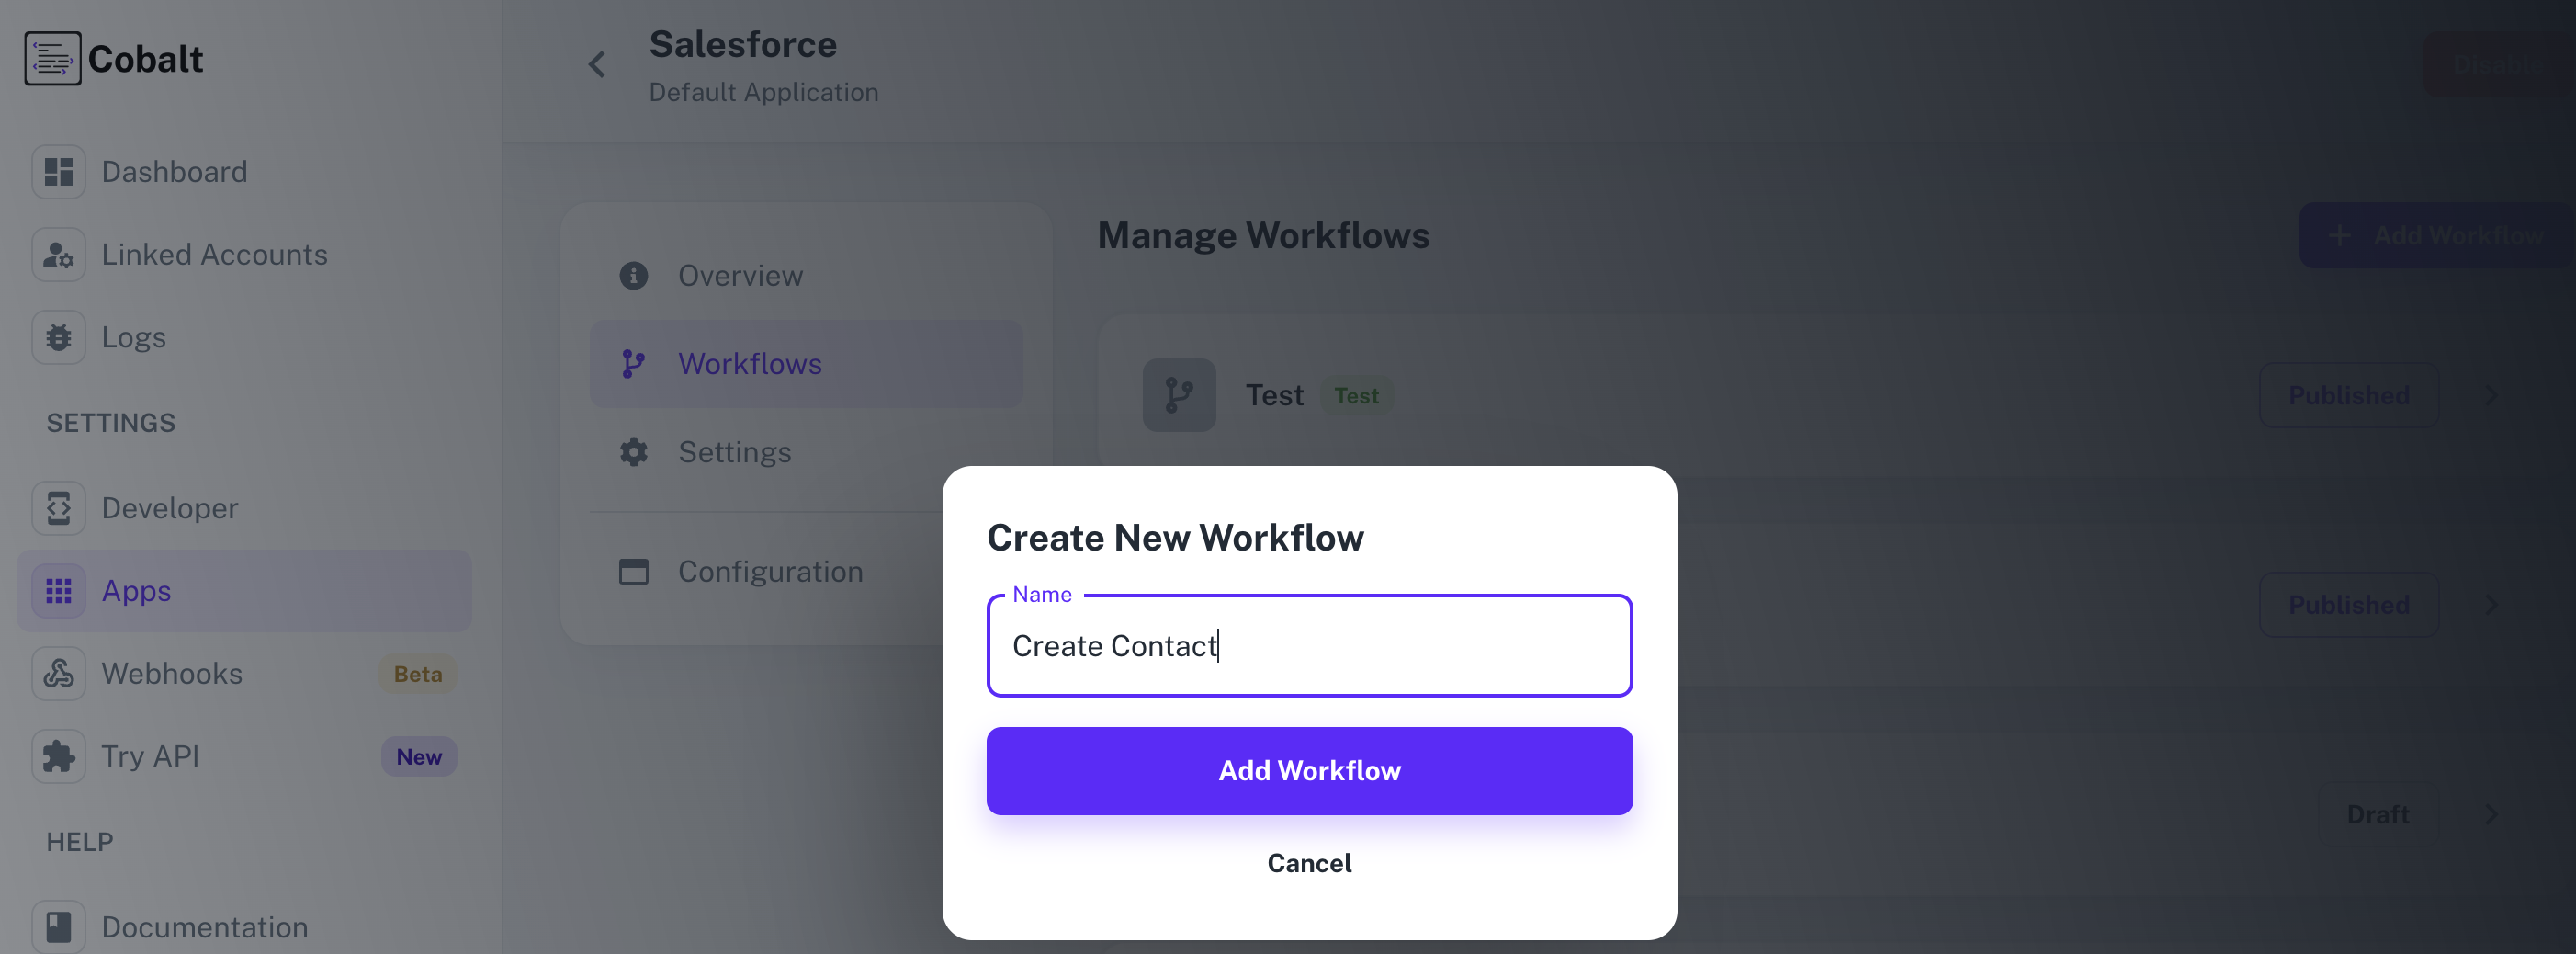 Cobalt
Dashboard
Linked Accounts
Logs
SETTINGS
Developer
Apps
Webhooks Beta
Try API New
HELP
Documentation
Salesforce
Default Application
Disable
Overview
Workflows
Settings
Configuration
Manage Workflows
Add Workflow
Test Test
Published
Published
Draft
Create New Workflow
Name
Create Contact
Add Workflow
Cancel